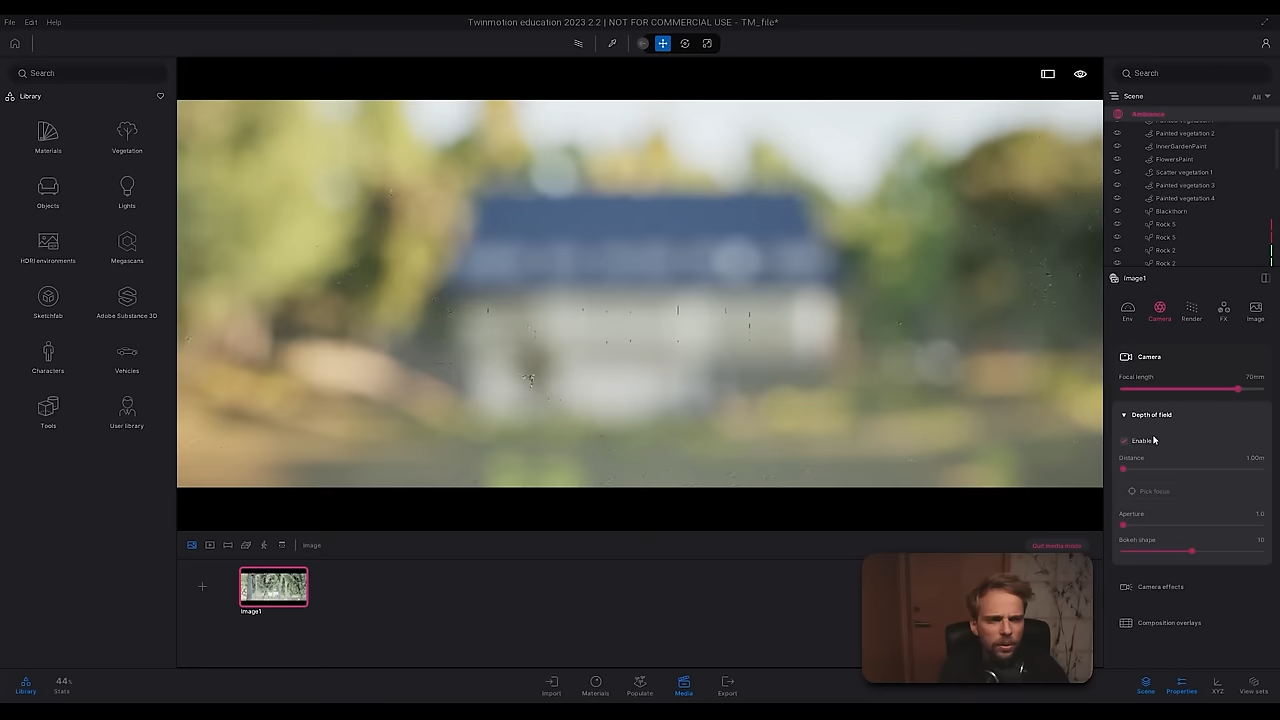 File Edit Help
Twinmotion education 2023.2.2 | NOT FOR COMMERCIAL USE - TM_file*
Search
Library
Materials
Vegetation
Objects
Lights
HDRI environments
Megascans
Sketchfab
Adobe Substance 3D
Characters
Vehicles
Tools
User library
Search
Scene
All
Ambiance
Painted vegetation 2
InnerGardenPaint
FlowersPaint
Scatter vegetation 1
Painted vegetation 3
Painted vegetation 4
Blackthorn
Rock 5
Rock 5
Rock 2
Rock 2
Image1
Env
Camera
Render
FX
Image
Camera
Focal length 70mm
Depth of field
Enable
Distance 1.00m
Pick focus
Aperture 1.0
Bokeh shape 10
Camera effects
Composition overlays
Image
Quit media mode
Image1
Library
44%
Stats
Import
Materials
Populate
Media
Export
Scene
Properties
XYZ
View sets